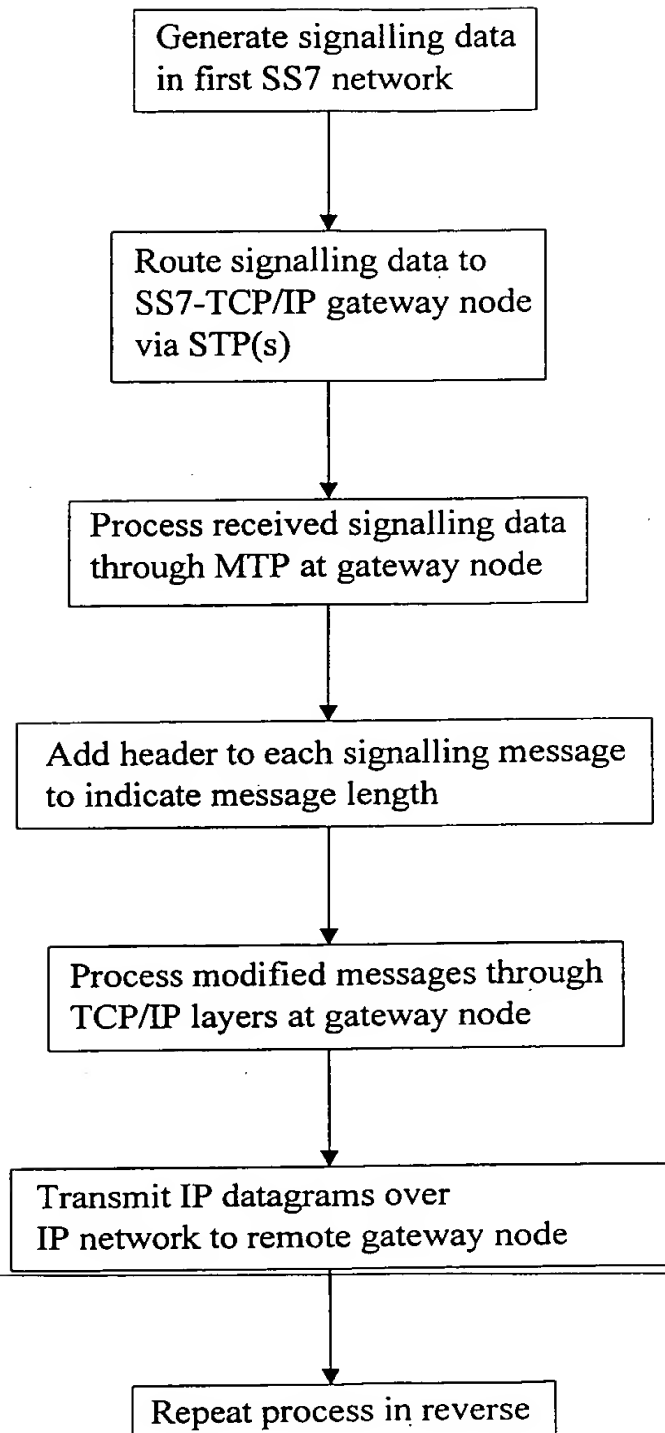 Generate signalling data
in first SS7 network
Route signalling data to
SS7-TCP/IP gateway node
via STP(s)
Process received signalling data
through MTP at gateway node
Add header to each signalling message
to indicate message length
Process modified messages through
TCP/IP layers at gateway node
Transmit IP datagrams over
IP network to remote gateway node
Repeat process in reverse